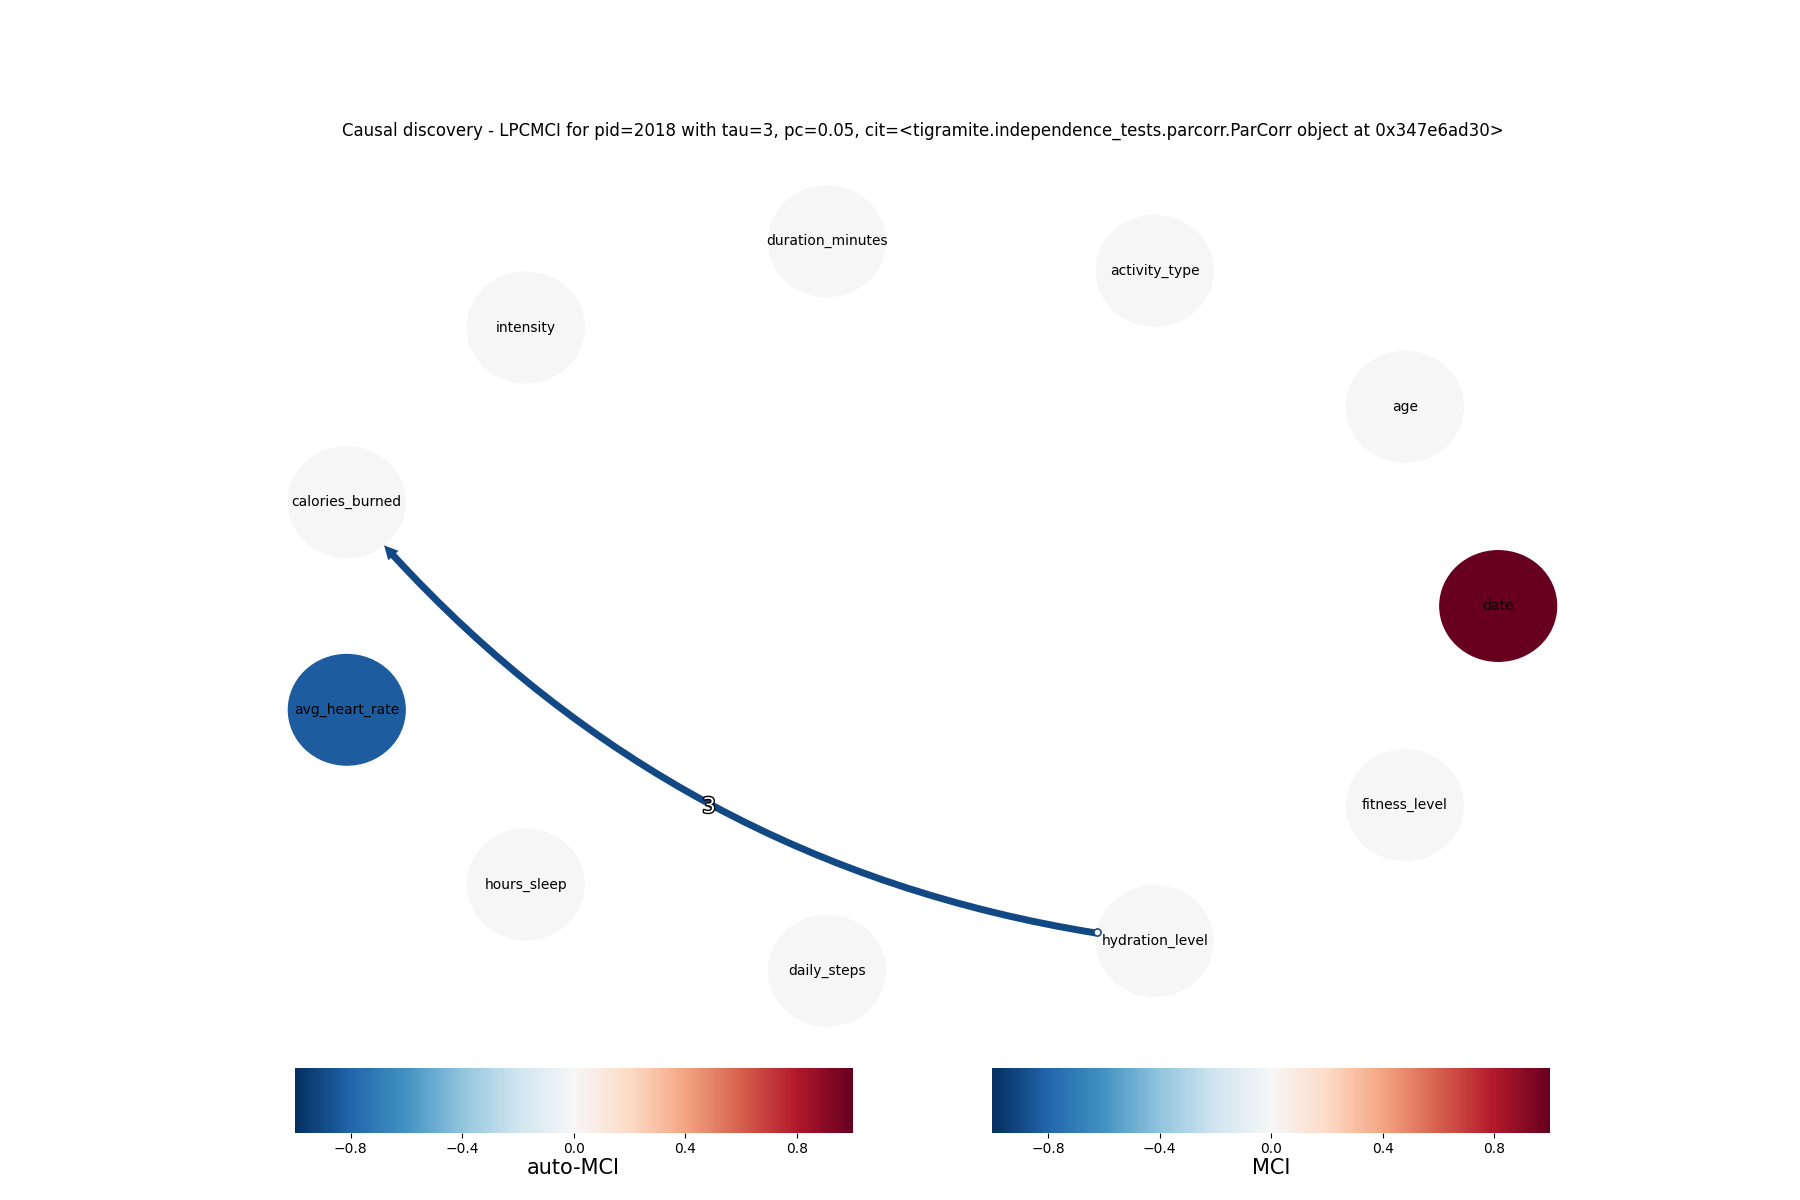 Causal discovery - LPCMCI for pid=2018 with tau=3, pc=0.05, cit=<tigramite.independence_tests.parcorr.ParCorr object at 0x347e6ad30>
duration_minutes
activity_type
intensity
age
calories_burned
date
avg_heart_rate
3
fitness_level
hours_sleep
hydration_level
daily_steps
−0.8 −0.4 0.0 0.4 0.8
auto-MCI
−0.8 −0.4 0.0 0.4 0.8
MCI